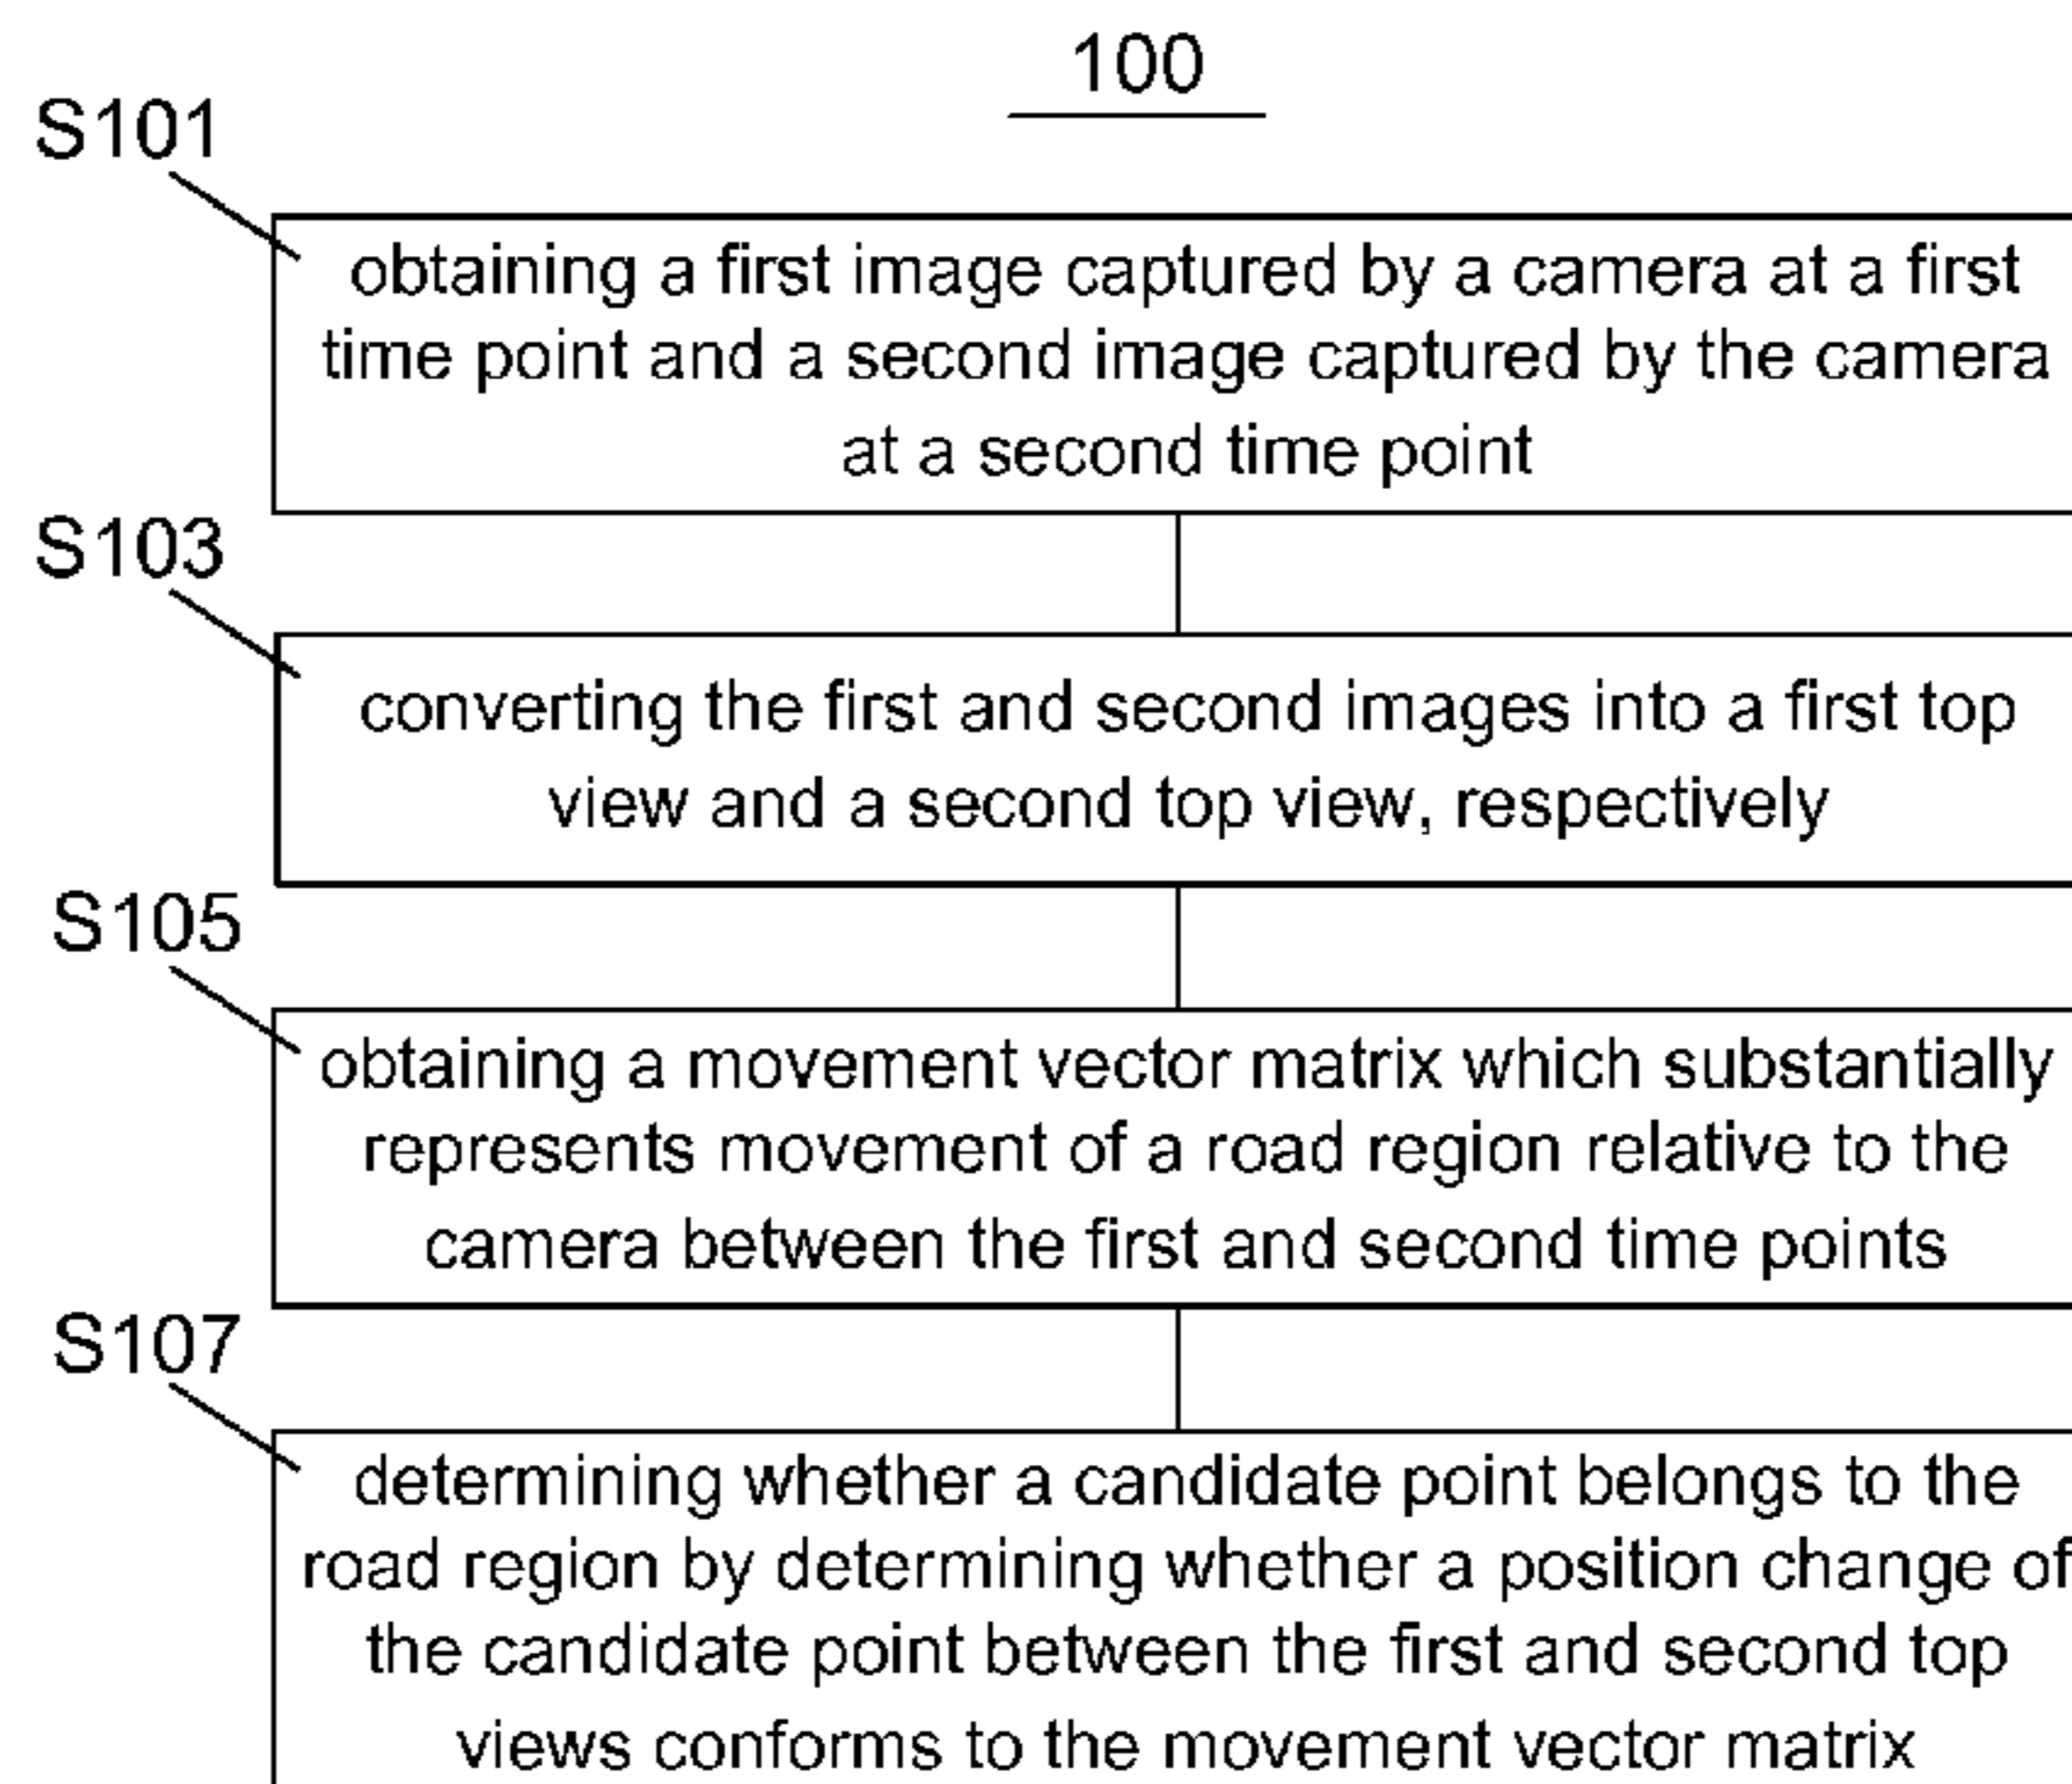 100
S101
obtaining a first image captured by a camera at a first
time point and a second image captured by the camera
at a second time point
S103
converting the first and second images into a first top
view and a second top view, respectively
S105
obtaining a movement vector matrix which substantially
represents movement of a road region relative to the
camera between the first and second time points
S107
determining whether a candidate point belongs to the
road region by determining whether a position change of
the candidate point between the first and second top
views conforms to the movement vector matrix